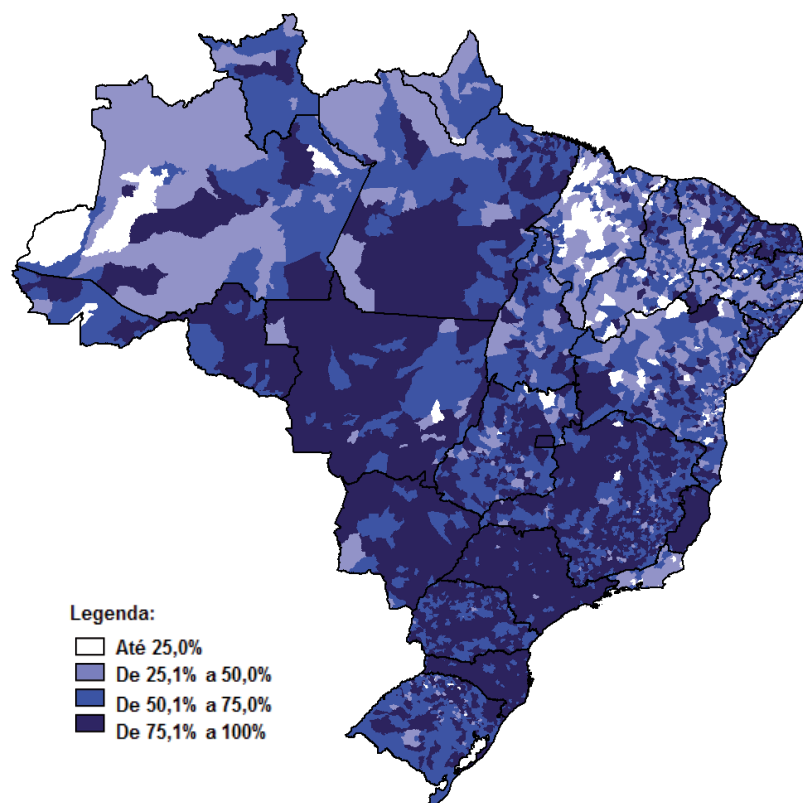 Legenda:
Até 25,0%
De 25,1% a 50,0%
De 50,1% a 75,0%
De 75,1% a 100%